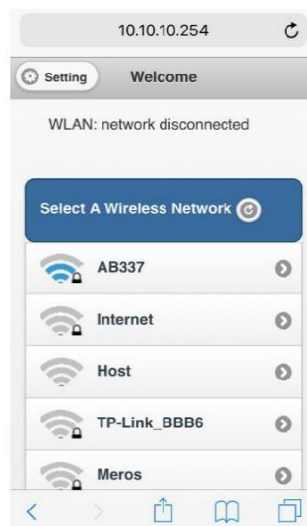 10.10.10.254
Setting
Welcome
WLAN: network disconnected
Select A Wireless Network
AB337
Internet
Host
TP-Link_BBB6
Meros